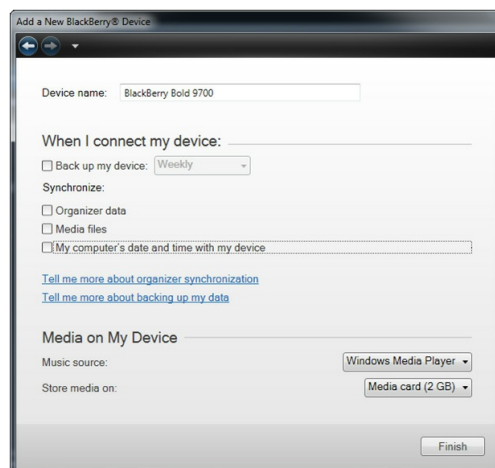 Add a New BlackBerry® Device
Device name: BlackBerry Bold 9700
When I connect my device:
Back up my device: Weekly
Synchronize:
Organizer data
Media files
My computer's date and time with my device
Tell me more about organizer synchronization
Tell me more about backing up my data
Media on My Device
Music source: Windows Media Player
Store media on: Media card (2 GB)
Finish